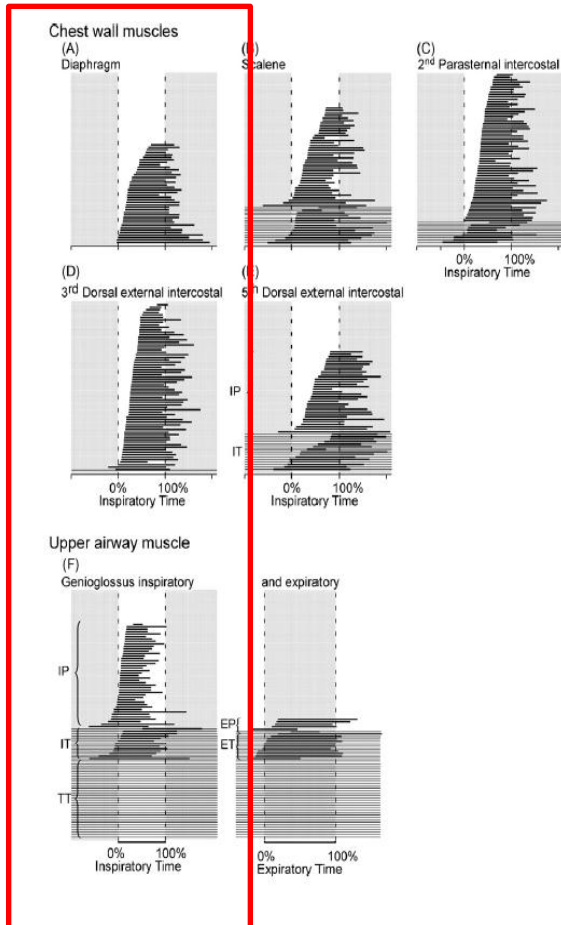 Chest wall muscles
(A)
Diaphragm
(B)
Scalene
(C)
2nd Parasternal intercostal
0% 100%
Inspiratory Time
(D)
3rd Dorsal external intercostal
(E)
5th Dorsal external intercostal
IP
IT
0% 100%
Inspiratory Time
0% 100%
Inspiratory Time
Upper airway muscle
(F)
Genioglossus inspiratory
and expiratory
IP
IT
TT
EP
ET
0% 100%
Inspiratory Time
0% 100%
Expiratory Time